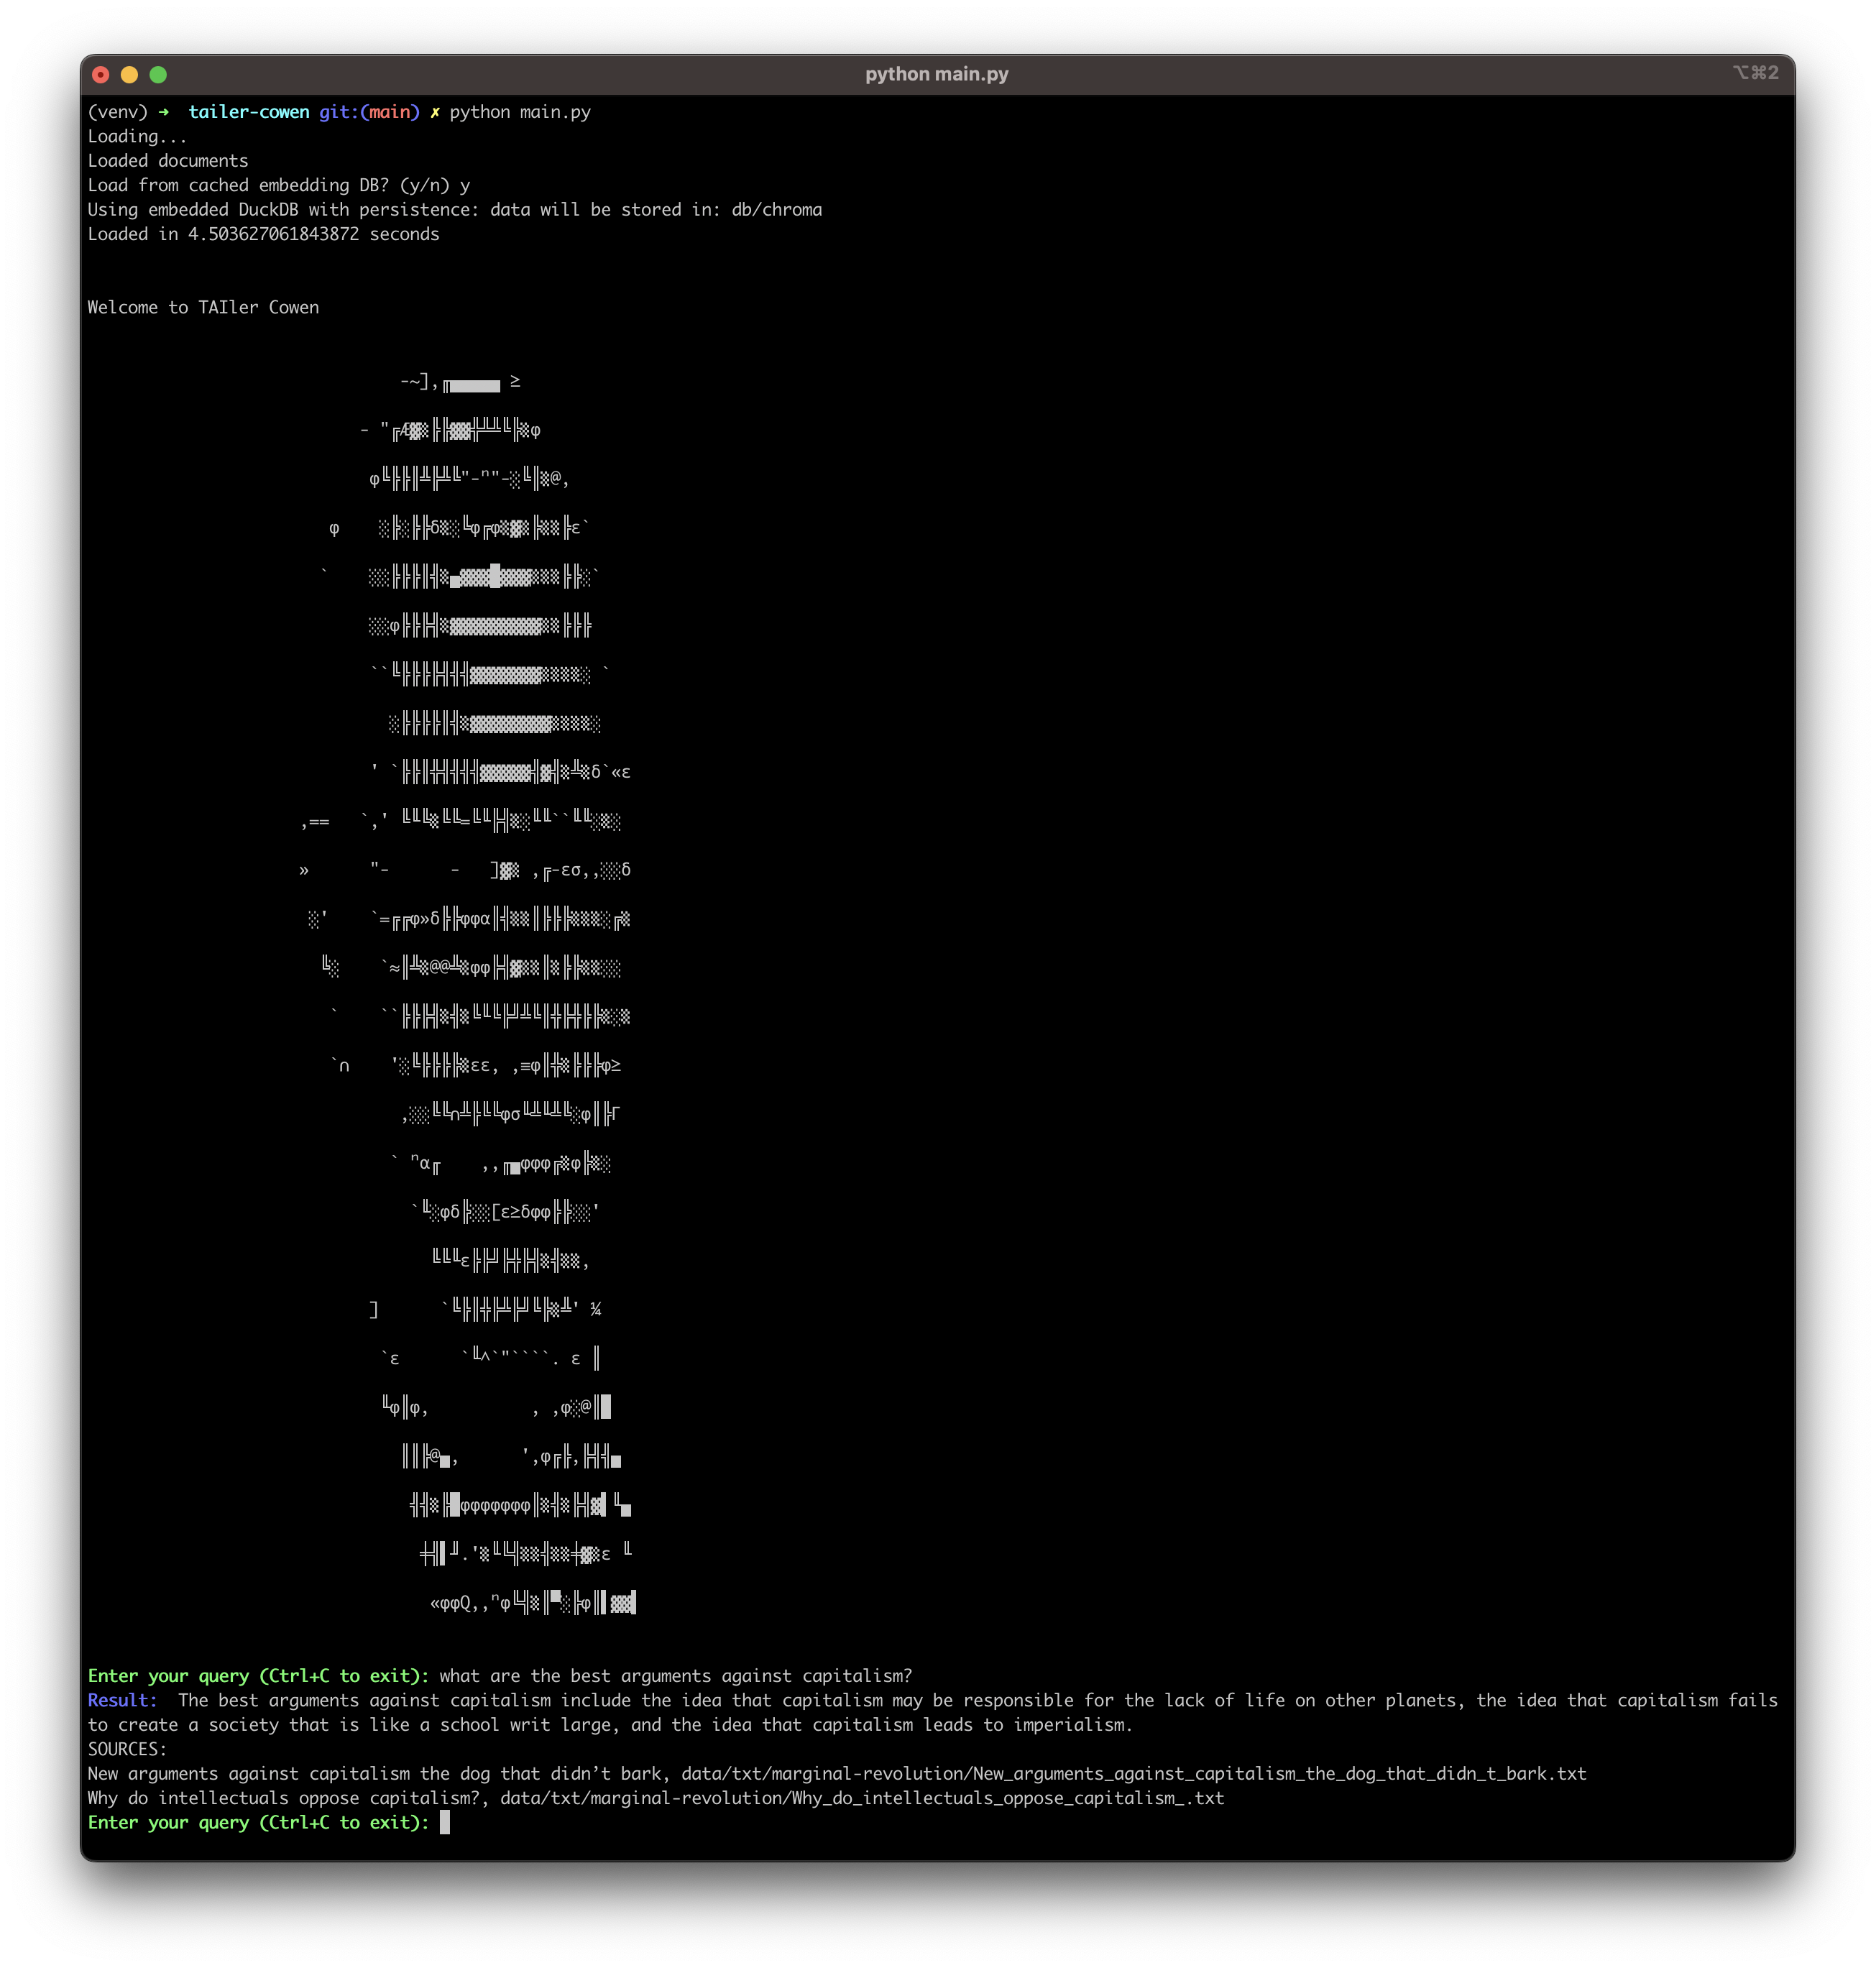 python main.py
⌥⌘2
(venv) ➜  tailer-cowen git:(main) ✗ python main.py
Loading...
Loaded documents
Load from cached embedding DB? (y/n) y
Using embedded DuckDB with persistence: data will be stored in: db/chroma
Loaded in 4.503627061843872 seconds
Welcome to TAIler Cowen
Enter your query (Ctrl+C to exit): what are the best arguments against capitalism?
Result:  The best arguments against capitalism include the idea that capitalism may be responsible for the lack of life on other planets, the idea that capitalism fails
to create a society that is like a school writ large, and the idea that capitalism leads to imperialism.
SOURCES:
New arguments against capitalism the dog that didn’t bark, data/txt/marginal-revolution/New_arguments_against_capitalism_the_dog_that_didn_t_bark.txt
Why do intellectuals oppose capitalism?, data/txt/marginal-revolution/Why_do_intellectuals_oppose_capitalism_.txt
Enter your query (Ctrl+C to exit):